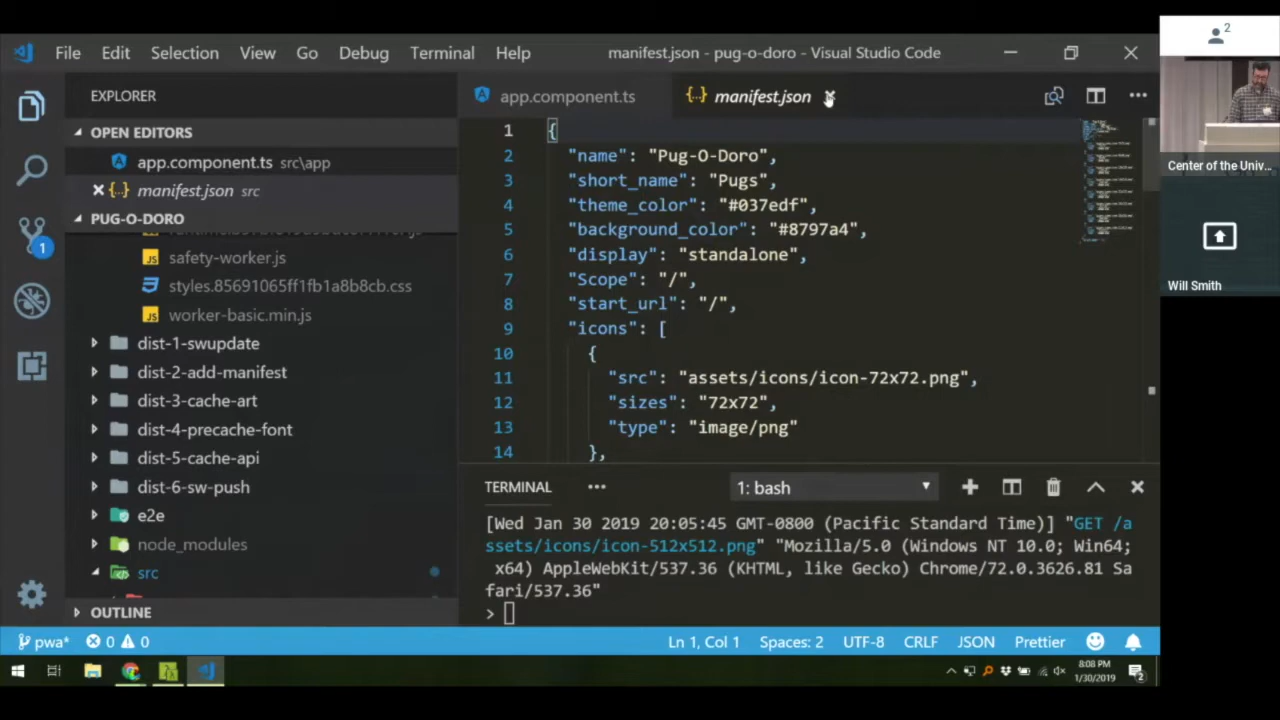 File Edit Selection View Go Debug Terminal Help
manifest.json - pug-o-doro - Visual Studio Code
2
EXPLORER
OPEN EDITORS
app.component.ts src\app
manifest.json src
PUG-O-DORO
safety-worker.js
styles.85691065ff1fb1a8b8cb.css
worker-basic.min.js
dist-1-swupdate
dist-2-add-manifest
dist-3-cache-art
dist-4-precache-font
dist-5-cache-api
dist-6-sw-push
e2e
node_modules
src
OUTLINE
1
app.component.ts
{..} manifest.json
1 {
2 "name": "Pug-O-Doro",
3 "short_name": "Pugs",
4 "theme_color": "#037edf",
5 "background_color": "#8797a4",
6 "display": "standalone",
7 "Scope": "/",
8 "start_url": "/",
9 "icons": [
10 {
11 "src": "assets/icons/icon-72x72.png",
12 "sizes": "72x72",
13 "type": "image/png"
14 },
TERMINAL ... 1: bash
[Wed Jan 30 2019 20:05:45 GMT-0800 (Pacific Standard Time)] "GET /a
ssets/icons/icon-512x512.png" "Mozilla/5.0 (Windows NT 10.0; Win64;
x64) AppleWebKit/537.36 (KHTML, like Gecko) Chrome/72.0.3626.81 Sa
fari/537.36"
>
pwa* 0 0 Ln 1, Col 1 Spaces: 2 UTF-8 CRLF JSON Prettier
8:08 PM
1/30/2019
2
Center of the Univ...
Will Smith